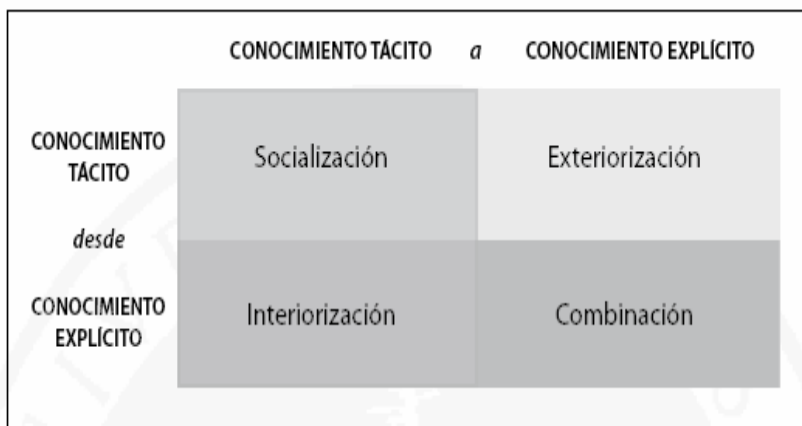 CONOCIMIENTO TÁCITO a CONOCIMIENTO EXPLÍCITO
CONOCIMIENTO
TÁCITO
Socialización
Exteriorización
desde
CONOCIMIENTO
EXPLÍCITO
Interiorización
Combinación